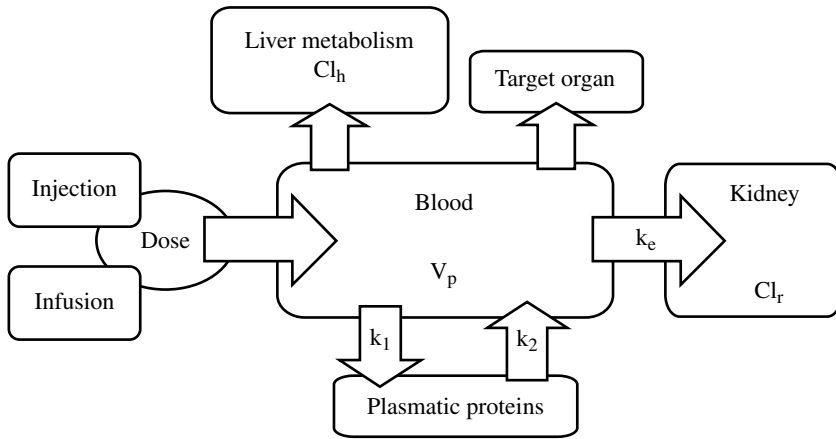 Liver metabolism
Cl_h
Target organ
Injection
Infusion
Dose
Blood
V_p
k_e
Kidney
Cl_r
k_1
k_2
Plasmatic proteins